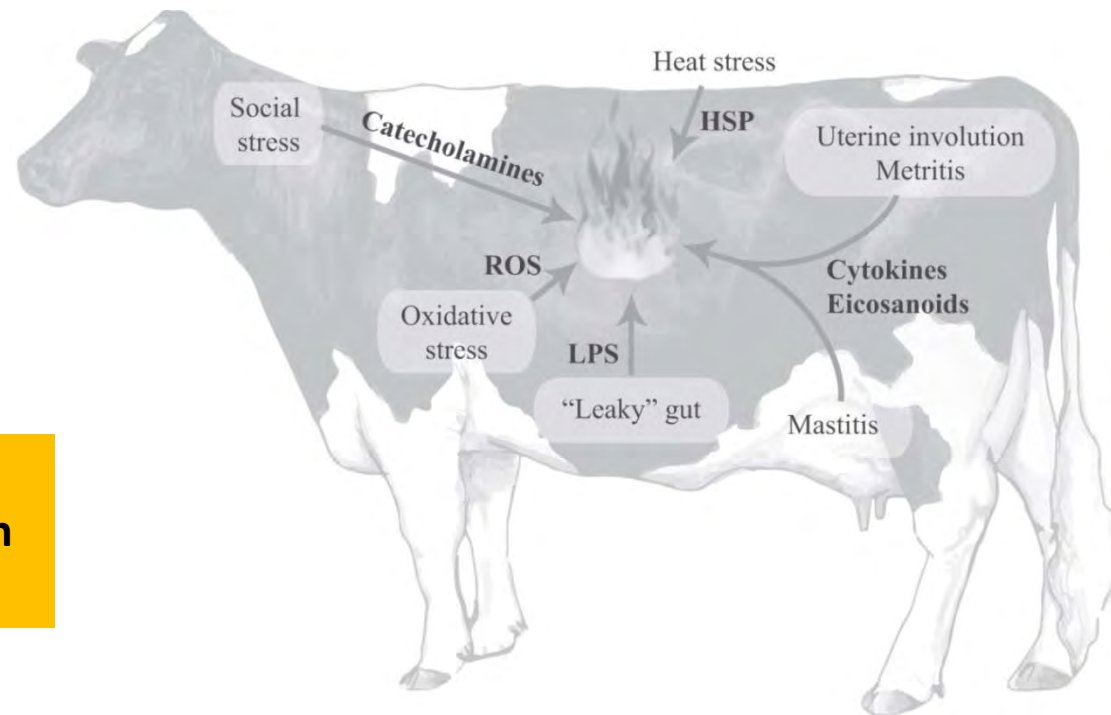 Heat stress
HSP
Social
stress
Catecholamines
Uterine involution
Metritis
ROS
Cytokines
Eicosanoids
Oxidative
stress
LPS
“Leaky” gut
Mastitis